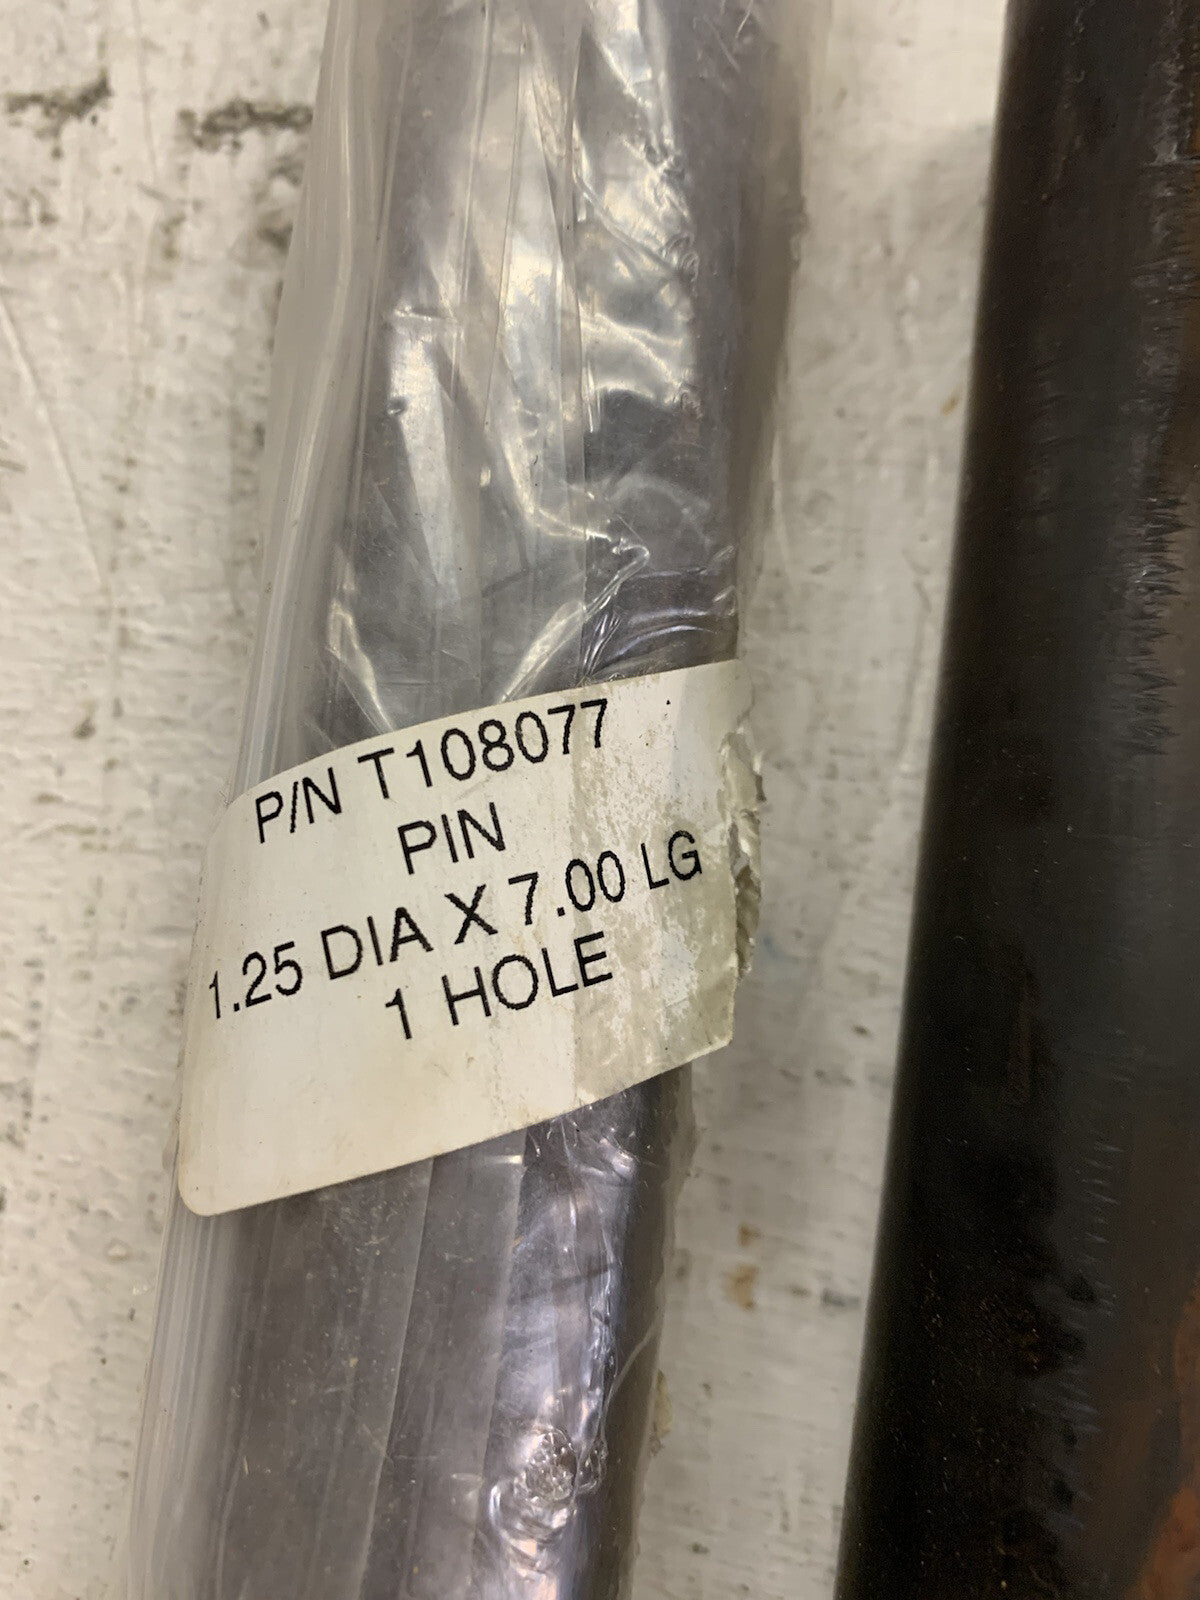 P/N T108077
PIN
1.25 DIA X 7.00 LG
1 HOLE